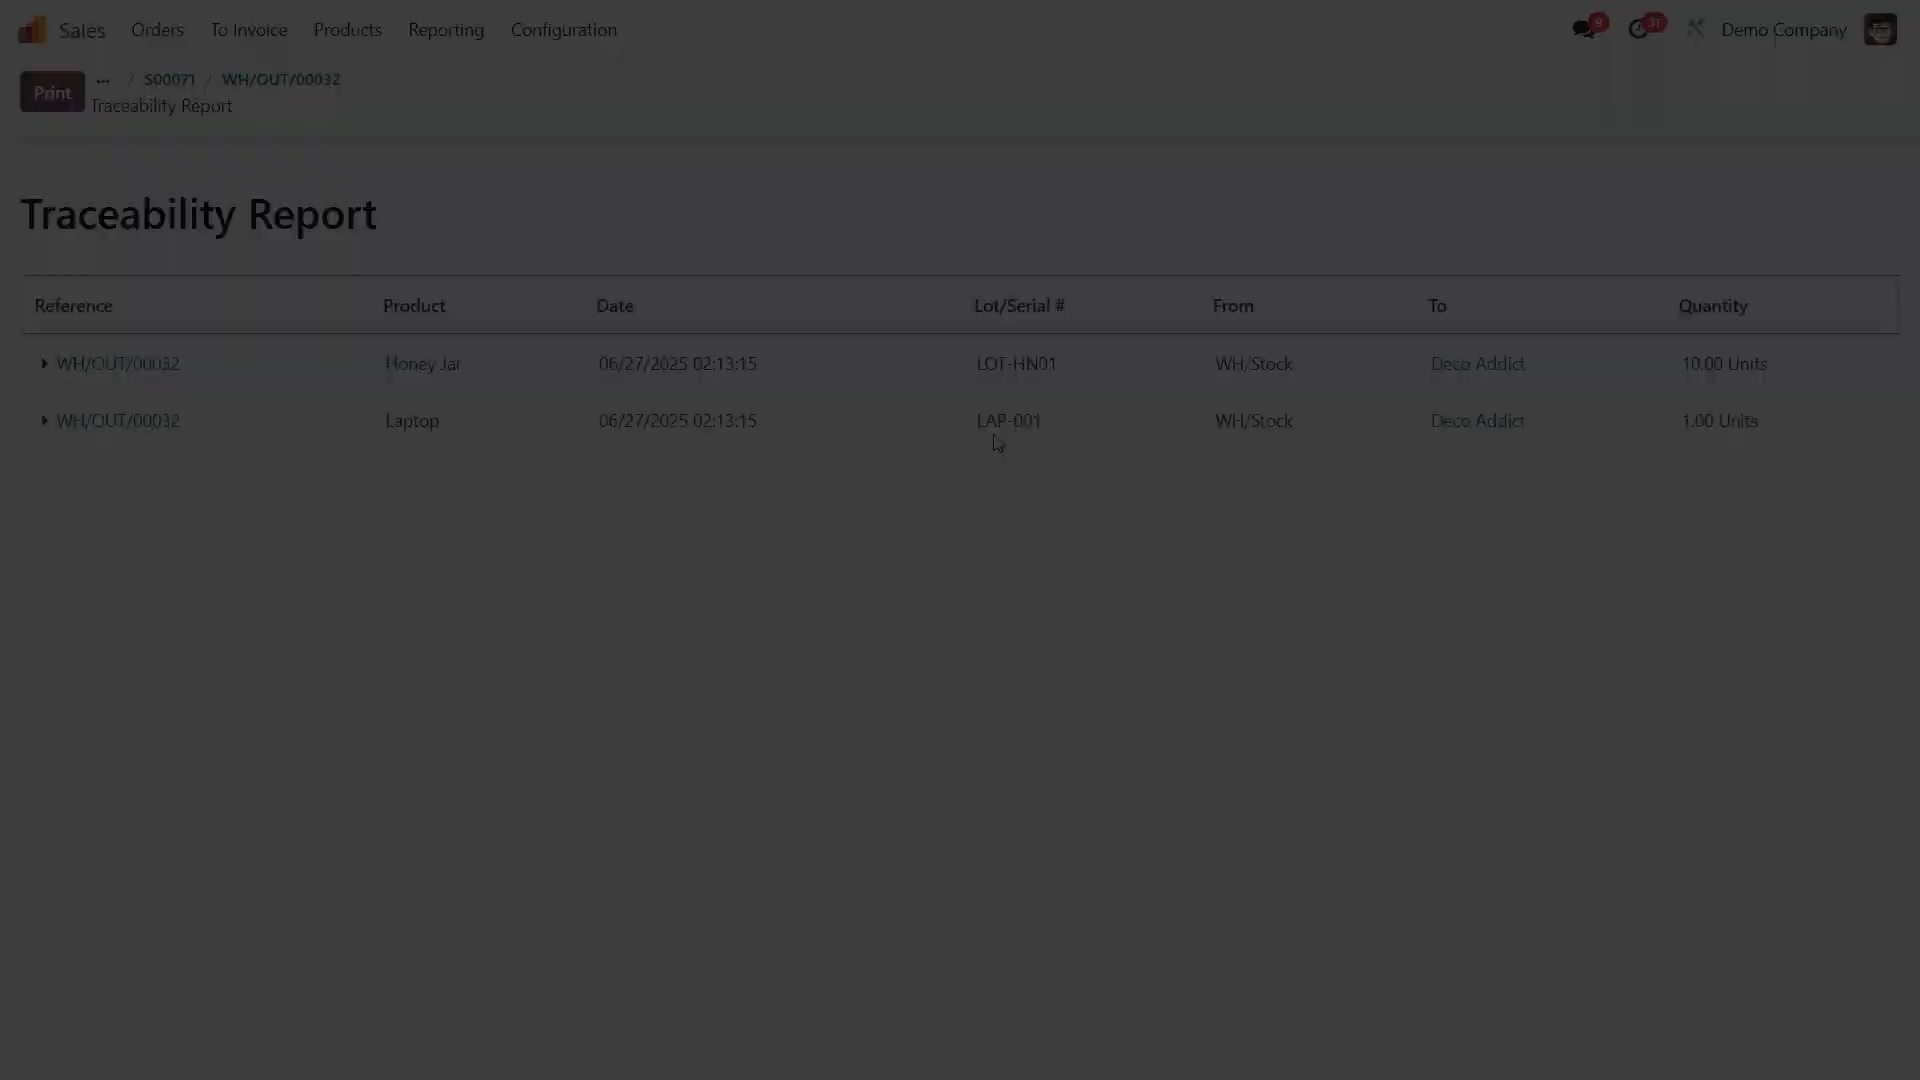 Sales Orders To Invoice Products Reporting Configuration 9 31 Demo Company
Print ... / S00071 / WH/OUT/00032
Traceability Report
Traceability Report
Reference Product Date Lot/Serial # From To Quantity
WH/OUT/00032 Honey Jar 06/27/2025 02:13:15 LOT-HN01 WH/Stock Deco Addict 10.00 Units
WH/OUT/00032 Laptop 06/27/2025 02:13:15 LAP-001 WH/Stock Deco Addict 1.00 Units